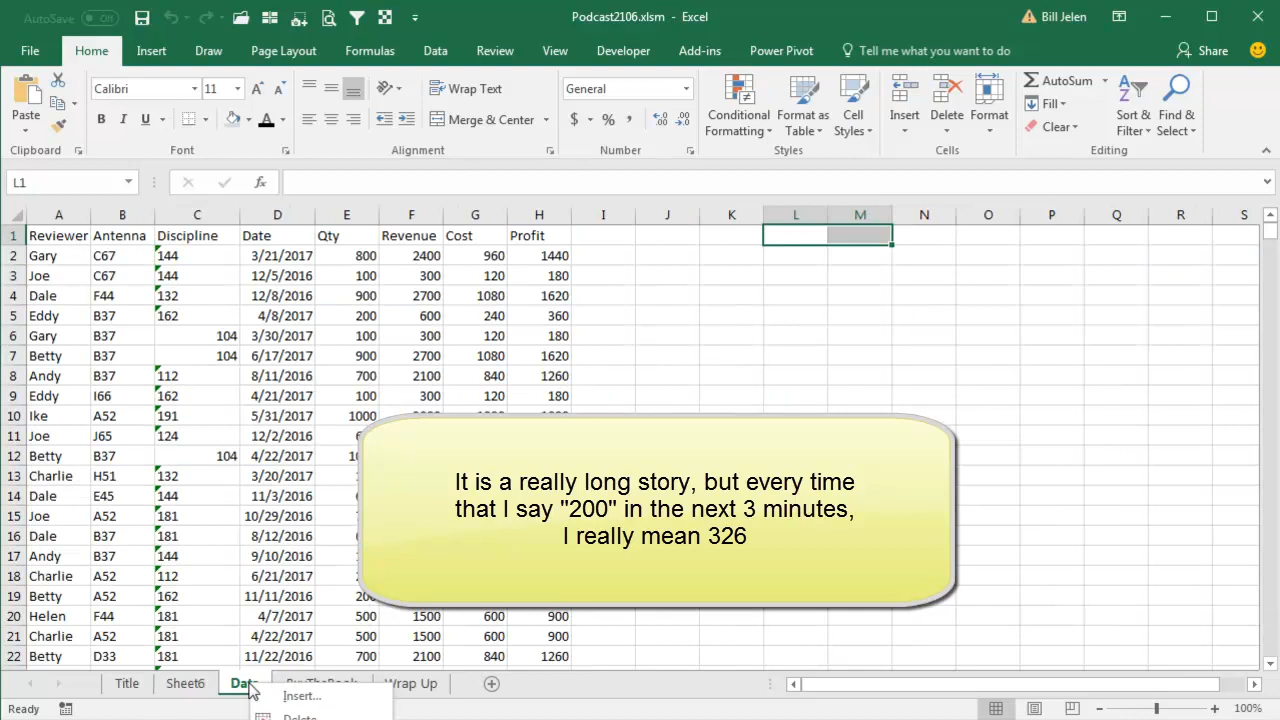 AutoSave Off Podcast2106.xlsm - Excel Bill Jelen
File Home Insert Draw Page Layout Formulas Data Review View Developer Add-ins Power Pivot Tell me what you want to do Share
Paste Calibri 11 Wrap Text General Conditional Formatting Format as Table Cell Styles Insert Delete Format AutoSum Sort & Filter Find & Select
B I U A Merge & Center $ % , Fill
Clear
Clipboard Font Alignment Number Styles Cells Editing
L1 fx
A B C D E F G H I J K L M N O P Q R S
1 Reviewer Antenna Discipline Date Qty Revenue Cost Profit
2 Gary C67 144 3/21/2017 800 2400 960 1440
3 Joe C67 144 12/5/2016 100 300 120 180
4 Dale F44 132 12/8/2016 900 2700 1080 1620
5 Eddy B37 162 4/8/2017 200 600 240 360
6 Gary B37 104 3/30/2017 100 300 120 180
7 Betty B37 104 6/17/2017 900 2700 1080 1620
8 Andy B37 112 8/11/2016 700 2100 840 1260
9 Eddy I66 162 4/21/2017 100 300 120 180
10 Ike A52 191 5/31/2017 1000
11 Joe J65 124 12/2/2016
12 Betty B37 104 4/22/2017
13 Charlie H51 132 3/20/2017
14 Dale E45 144 11/3/2016
15 Joe A52 181 10/29/2016
16 Dale B37 181 8/12/2016
17 Andy B37 144 9/10/2016
18 Charlie A52 112 6/21/2017
19 Betty A52 162 11/11/2016
20 Helen F44 181 4/7/2017 500 1500 600 900
21 Charlie A52 181 4/22/2017 500 1500 600 900
22 Betty D33 181 11/22/2016 700 2100 840 1260
It is a really long story, but every time
that I say "200" in the next 3 minutes,
I really mean 326
Title Sheet6 Data Wrap Up
Insert...
Delete
Ready 100%